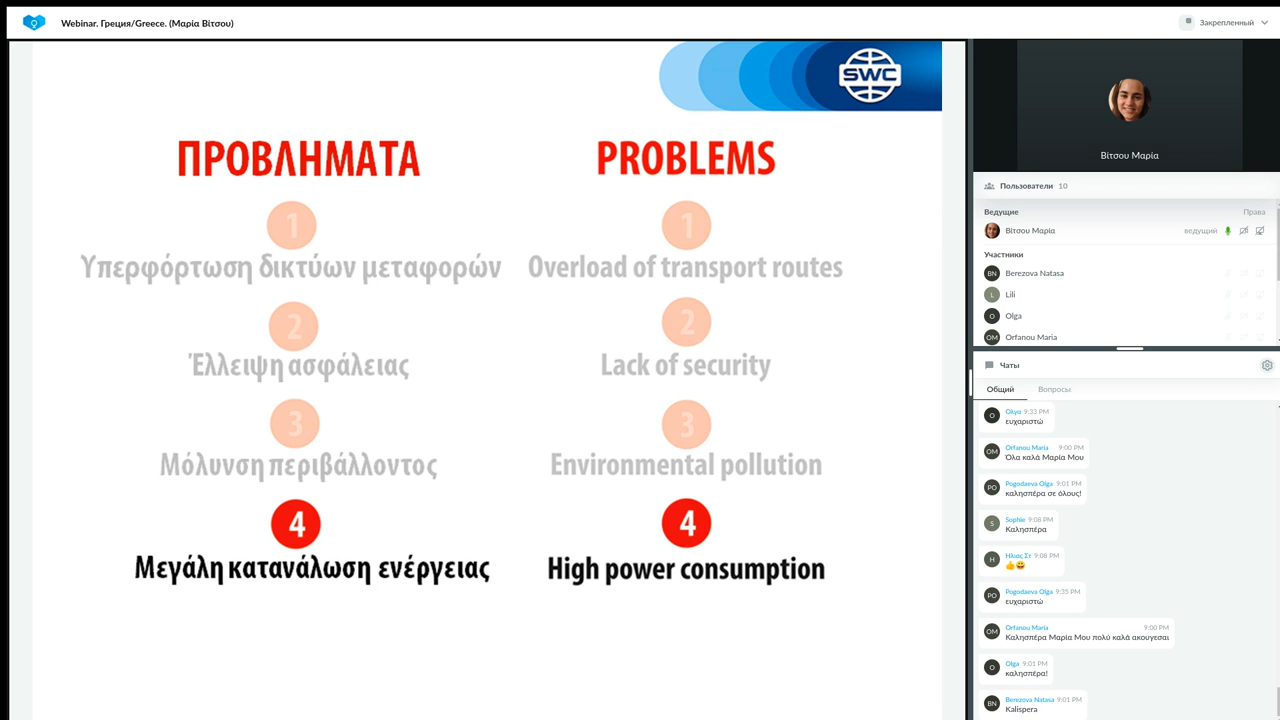 Webinar. Греция/Greece. (Μαρία Βίτσου)
Закрепленный
SWC
ΠΡΟΒΛΗΜΑΤΑ
1
Υπερφόρτωση δικτύων μεταφορών
2
Έλλειψη ασφάλειας
3
Μόλυνση περιβάλλοντος
4
Μεγάλη κατανάλωση ενέργειας
PROBLEMS
1
Overload of transport routes
2
Lack of security
3
Environmental pollution
4
High power consumption
Βίτσου Μαρία
Пользователи 10
Ведущие Права
Βίτσου Μαρία ведущий
Участники
BN Berezova Natasa
L Lili
O Olga
OM Orfanou Maria
Чаты
Общий Вопросы
O Olya 9:33 PM
ευχαριστώ
OM Orfanou Maria 9:00 PM
Όλα καλά Μαρία Μου
PO Pogodaeva Olga 9:01 PM
καλησπέρα σε όλους!
S Sophie 9:08 PM
Καλησπέρα
Η Ηλιας Στ 9:08 PM
👍😀
PO Pogodaeva Olga 9:35 PM
ευχαριστώ
OM Orfanou Maria 9:00 PM
Καλησπέρα Μαρία Μου πολύ καλά ακουγεσαι
O Olga 9:01 PM
καλησπέρα!
BN Berezova Natasa 9:01 PM
Kalispera